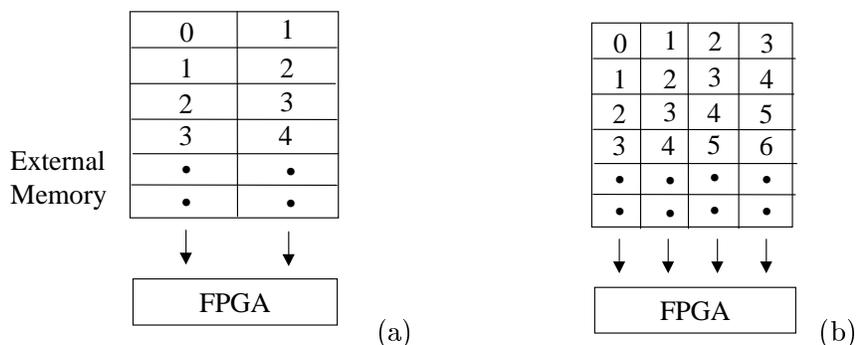 0 1
1 2
2 3
3 4
• •
• •
External
Memory
FPGA
(a)
0 1 2 3
1 2 3 4
2 3 4 5
3 4 5 6
• • • •
• • • •
FPGA
(b)